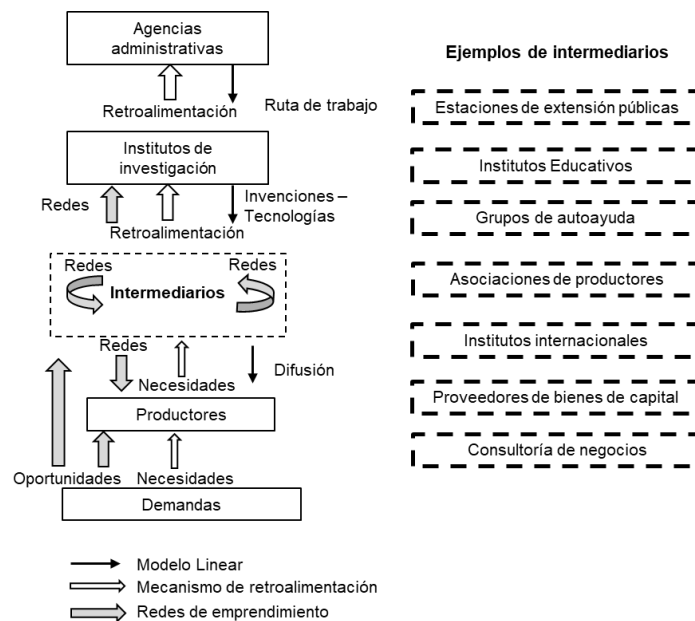 Agencias
administrativas
Retroalimentación
Ruta de trabajo
Institutos de
investigación
Redes
Invenciones –
Tecnologías
Retroalimentación
Redes
Redes
Intermediarios
Redes
Difusión
Necesidades
Productores
Oportunidades
Necesidades
Demandas
Modelo Linear
Mecanismo de retroalimentación
Redes de emprendimiento
Ejemplos de intermediarios
Estaciones de extensión públicas
Institutos Educativos
Grupos de autoayuda
Asociaciones de productores
Institutos internacionales
Proveedores de bienes de capital
Consultoría de negocios